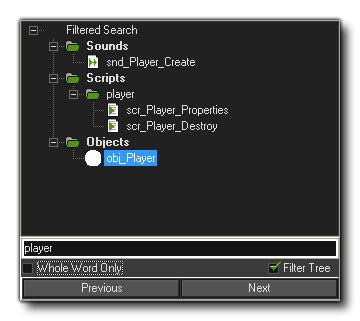 Filtered Search
Sounds
snd_Player_Create
Scripts
player
scr_Player_Properties
scr_Player_Destroy
Objects
obj_Player
player
Whole Word Only Filter Tree
Previous Next